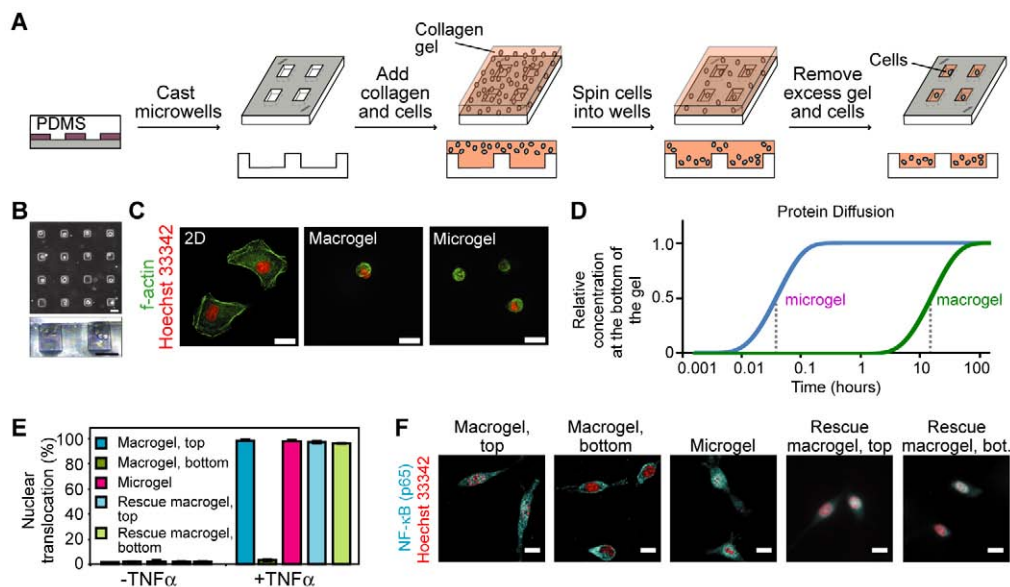 A
PDMS
Cast
microwells
Add
collagen
and cells
Collagen
gel
Spin cells
into wells
Remove
excess gel
and cells
Cells
B
C
f-actin
Hoechst 33342
2D
Macrogel
Microgel
D
Protein Diffusion
Relative
concentration
at the bottom of
the gel
1.0
0.5
0
microgel
macrogel
0.001
0.01
0.1
1
10
100
Time (hours)
E
Nuclear
translocation (%)
100
80
60
40
20
0
Macrogel, top
Macrogel, bottom
Microgel
Rescue macrogel,
top
Rescue macrogel,
bottom
-TNFα
+TNFα
F
NF-κB (p65)
Hoechst 33342
Macrogel,
top
Macrogel,
bottom
Microgel
Rescue
macrogel, top
Rescue
macrogel, bot.